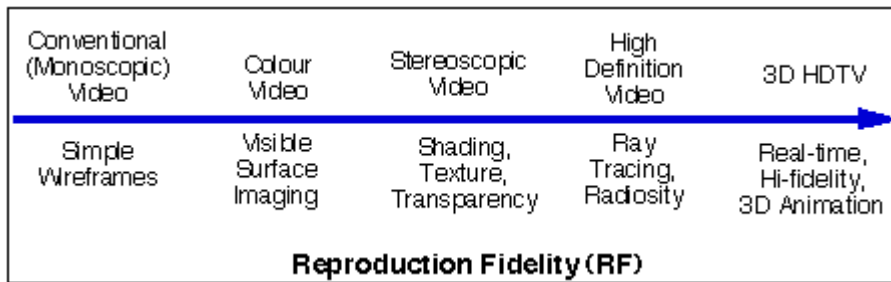 Conventional
(Monoscopic)
Video
Colour
Video
Stereoscopic
Video
High
Definition
Video
3D HDTV
Simple
Wireframes
Visible
Surface
Imaging
Shading,
Texture,
Transparency
Ray
Tracing,
Radiosity
Real-time,
Hi-fidelity,
3D Animation
Reproduction Fidelity (RF)